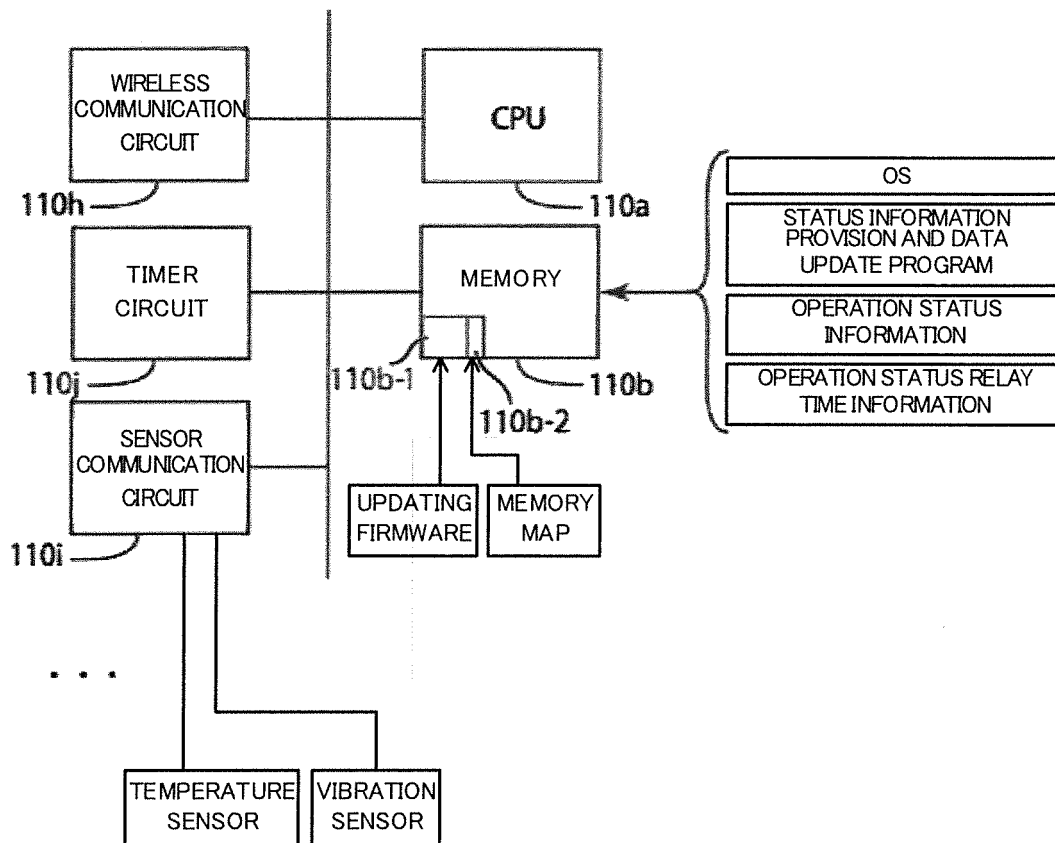 WIRELESS
COMMUNICATION
CIRCUIT
110h
CPU
110a
TIMER
CIRCUIT
110j
MEMORY
110b-1
110b-2
110b
OS
STATUS INFORMATION
PROVISION AND DATA
UPDATE PROGRAM
OPERATION STATUS
INFORMATION
OPERATION STATUS RELAY
TIME INFORMATION
SENSOR
COMMUNICATION
CIRCUIT
110i
UPDATING
FIRMWARE
MEMORY
MAP
. . .
TEMPERATURE
SENSOR
VIBRATION
SENSOR